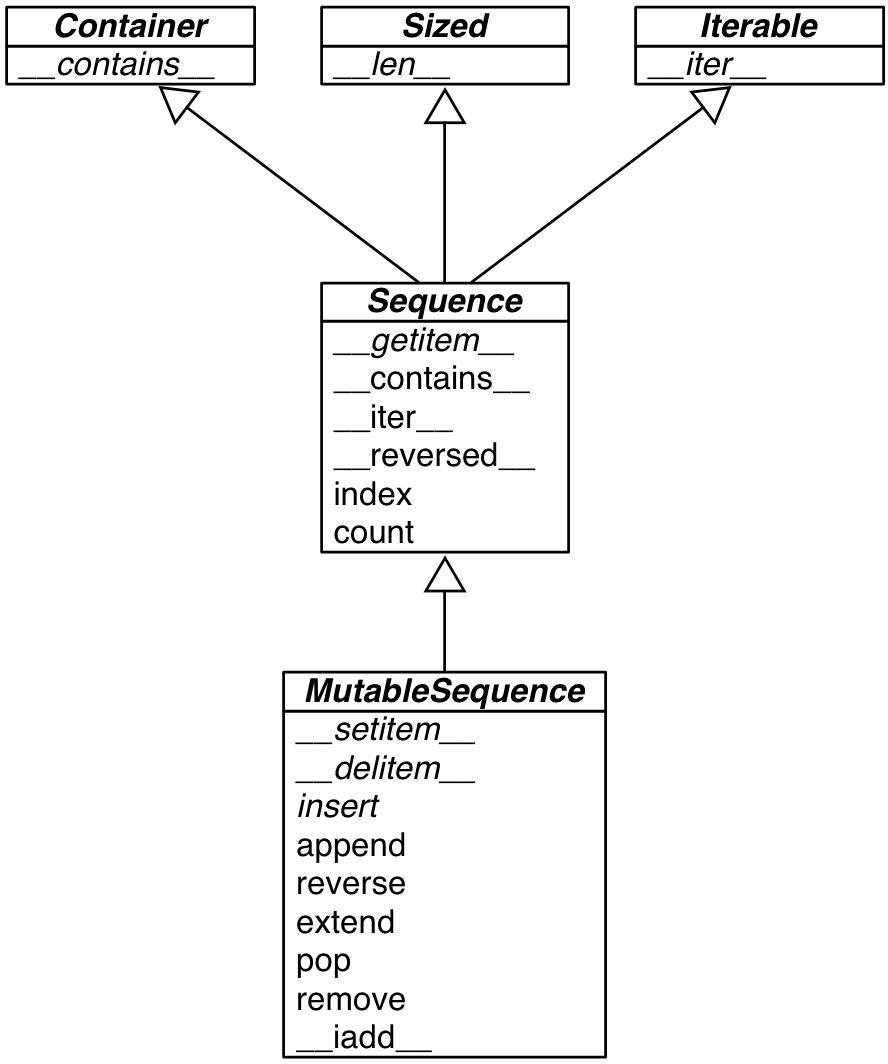 Container
__contains__
Sized
__len__
Iterable
__iter__
Sequence
__getitem__
__contains__
__iter__
__reversed__
index
count
MutableSequence
__setitem__
__delitem__
insert
append
reverse
extend
pop
remove
__iadd__